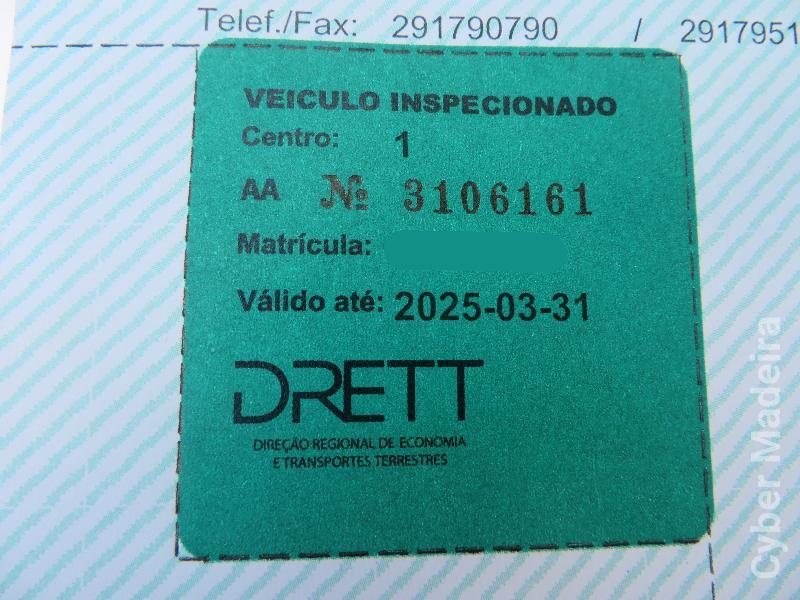 Telef./Fax: 291790790 / 2917951
VEICULO INSPECIONADO
Centro: 1
AA № 3106161
Matrícula:
Válido até: 2025-03-31
DRETT
DIREÇÃO REGIONAL DE ECONOMIA
E TRANSPORTES TERRESTRES
Cyber Madeira